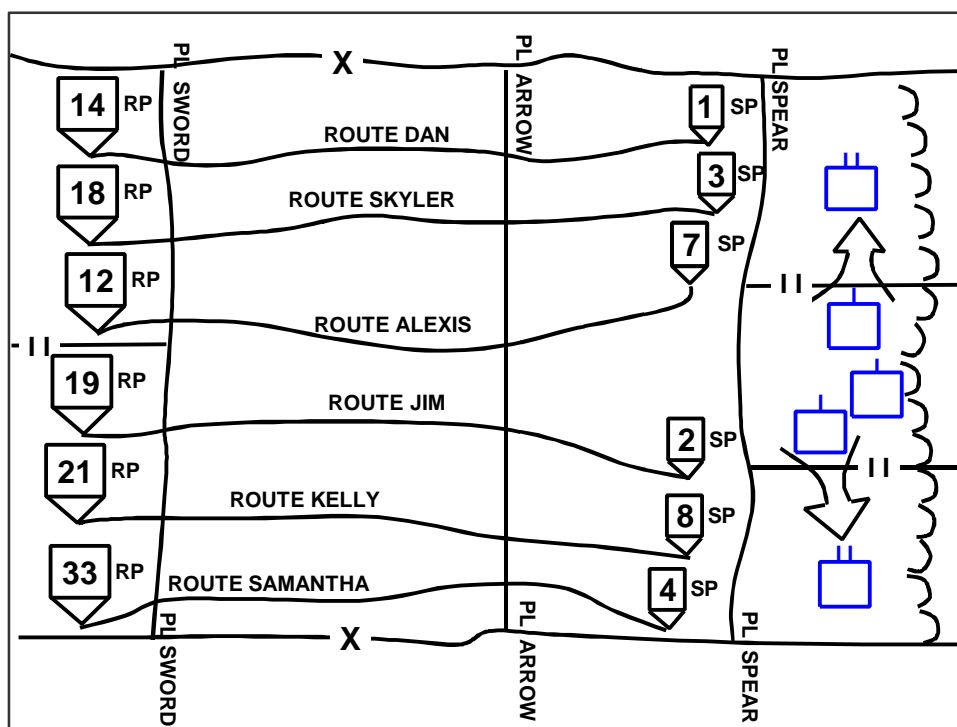 PL SWORD
X
PL ARROW
PL SPEAR
14 RP
1 SP
ROUTE DAN
18 RP
3 SP
ROUTE SKYLER
12 RP
7 SP
ROUTE ALEXIS
II
II
19 RP
ROUTE JIM
2 SP
II
21 RP
ROUTE KELLY
8 SP
33 RP
ROUTE SAMANTHA
4 SP
X
PL SWORD
PL ARROW
PL SPEAR